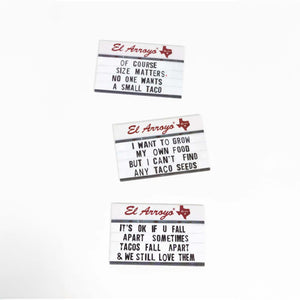 El Arroyo
OF COURSE
SIZE MATTERS,
NO ONE WANTS
A SMALL TACO
El Arroyo
I WANT TO GROW
MY OWN FOOD
BUT I CAN'T FIND
ANY TACO SEEDS
El Arroyo
IT'S OK IF U FALL
APART SOMETIMES
TACOS FALL APART
& WE STILL LOVE THEM